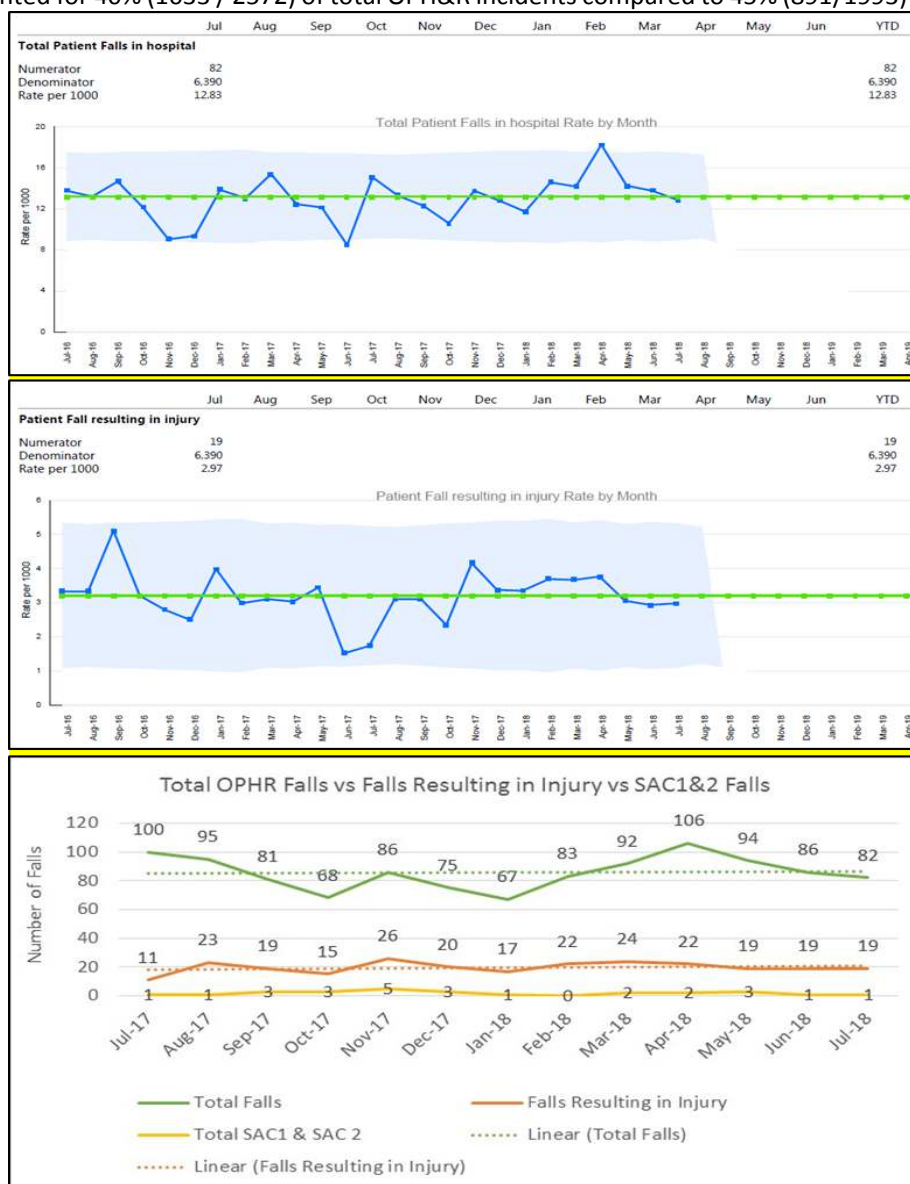 nted for 40% (1053 / 2572) of total OPH&R incidents compared to 45% (891/1993)
Jul Aug Sep Oct Nov Dec Jan Feb Mar Apr May Jun YTD
Total Patient Falls in hospital
Numerator 82 82
Denominator 6,390 6,390
Rate per 1000 12.83 12.83
Total Patient Falls in hospital Rate by Month
20
16
12
8
4
0
Rate per 1000
Jul-16 Aug-16 Sep-16 Oct-16 Nov-16 Dec-16 Jan-17 Feb-17 Mar-17 Apr-17 May-17 Jun-17 Jul-17 Aug-17 Sep-17 Oct-17 Nov-17 Dec-17 Jan-18 Feb-18 Mar-18 Apr-18 May-18 Jun-18 Jul-18 Aug-18 Sep-18 Oct-18 Nov-18 Dec-18 Jan-19 Feb-19 Mar-19 Apr-19
Jul Aug Sep Oct Nov Dec Jan Feb Mar Apr May Jun YTD
Patient Fall resulting in injury
Numerator 19 19
Denominator 6,390 6,390
Rate per 1000 2.97 2.97
Patient Fall resulting in injury Rate by Month
6
5
4
3
2
1
0
Rate per 1000
Jul-16 Aug-16 Sep-16 Oct-16 Nov-16 Dec-16 Jan-17 Feb-17 Mar-17 Apr-17 May-17 Jun-17 Jul-17 Aug-17 Sep-17 Oct-17 Nov-17 Dec-17 Jan-18 Feb-18 Mar-18 Apr-18 May-18 Jun-18 Jul-18 Aug-18 Sep-18 Oct-18 Nov-18 Dec-18 Jan-19 Feb-19 Mar-19 Apr-19
Total OPHR Falls vs Falls Resulting in Injury vs SAC1&2 Falls
120
100
80
60
40
20
0
Number of Falls
100 95 81 68 86 75 67 83 92 106 94 86 82
11 23 19 15 26 20 17 22 24 22 19 19 19
1 1 3 3 5 3 1 0 2 2 3 1 1
Jul-17 Aug-17 Sep-17 Oct-17 Nov-17 Dec-17 Jan-18 Feb-18 Mar-18 Apr-18 May-18 Jun-18 Jul-18
Total Falls Falls Resulting in Injury
Total SAC1 & SAC 2 Linear (Total Falls)
Linear (Falls Resulting in Injury)